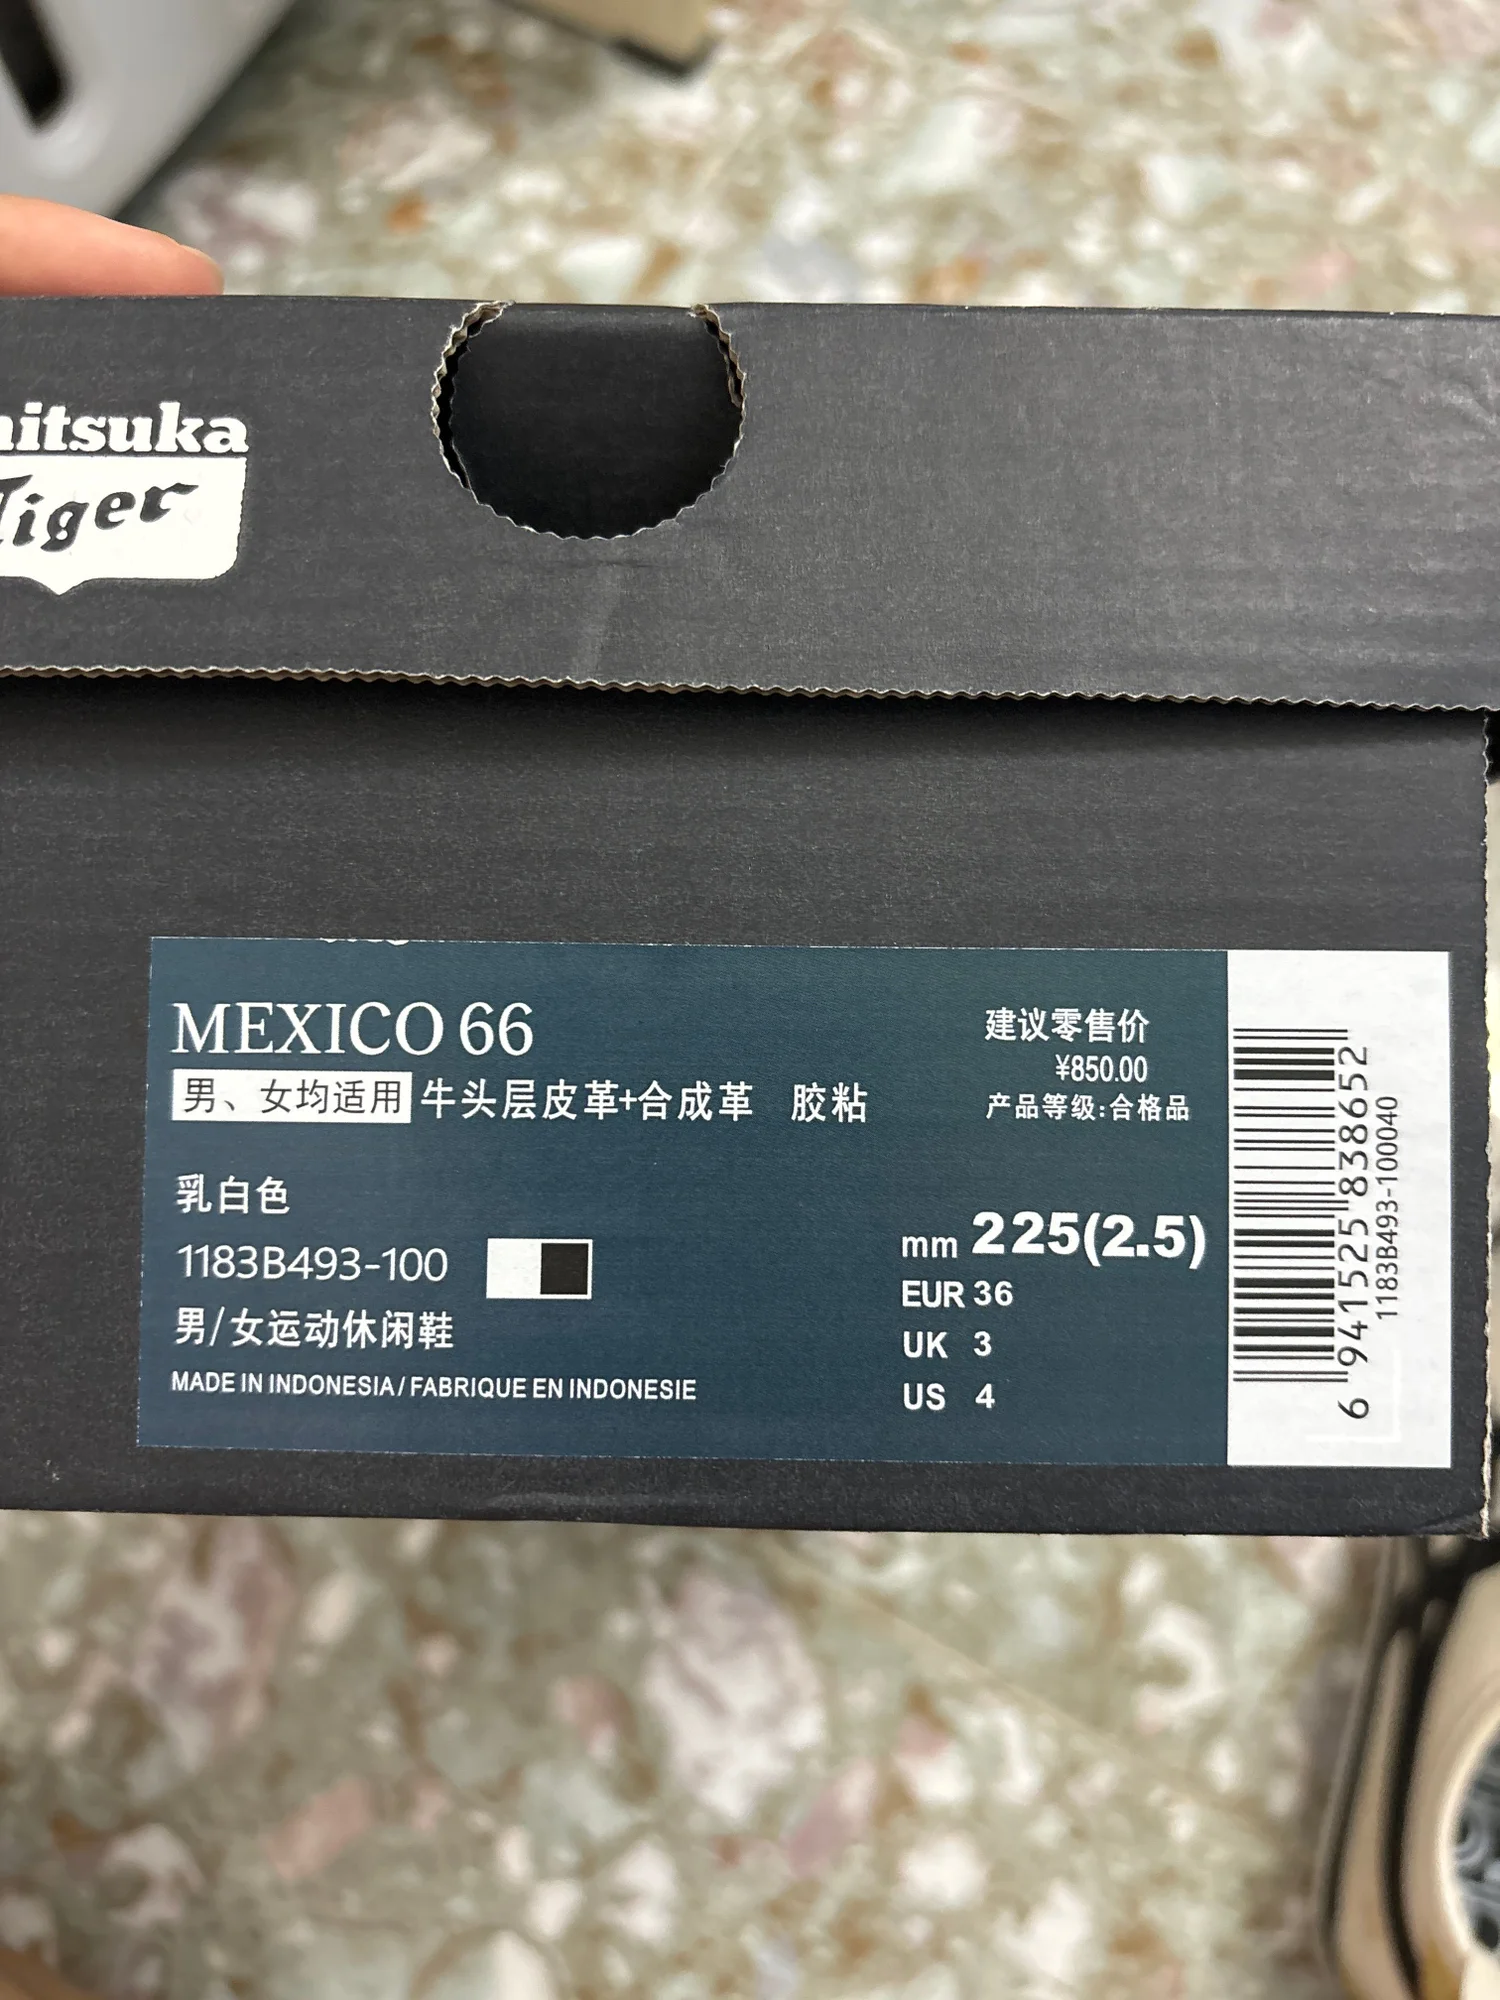 nitsuka
Tiger
MEXICO 66
男、女均适用 牛头层皮革+合成革 胶粘
建议零售价
¥850.00
产品等级:合格品
乳白色
1183B493-100
男/女运动休闲鞋
MADE IN INDONESIA / FABRIQUE EN INDONESIE
mm 225(2.5)
EUR 36
UK 3
US 4
6 941525 838652
1183B493-100040